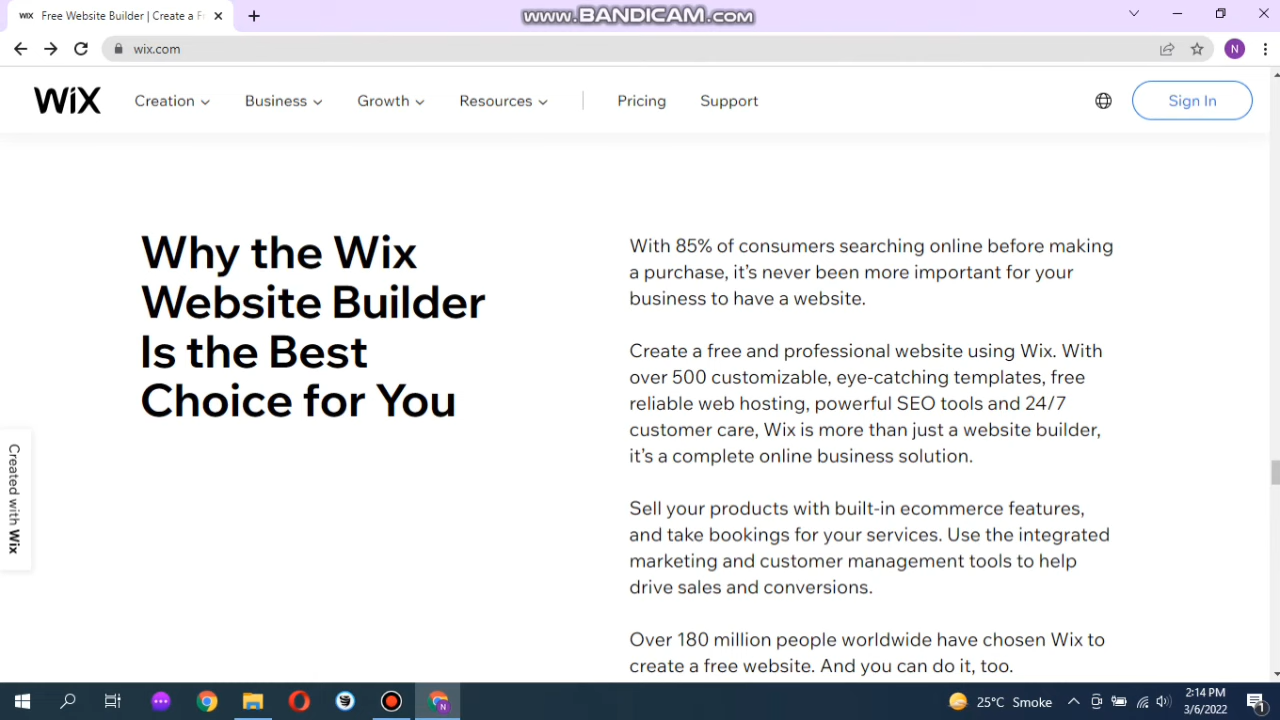 WiX Free Website Builder | Create a Fr
www.BANDICAM.com
wix.com
N
WiX Creation Business Growth Resources Pricing Support Sign In
Why the Wix
Website Builder
Is the Best
Choice for You
With 85% of consumers searching online before making
a purchase, it's never been more important for your
business to have a website.
Create a free and professional website using Wix. With
over 500 customizable, eye-catching templates, free
reliable web hosting, powerful SEO tools and 24/7
customer care, Wix is more than just a website builder,
it's a complete online business solution.
Sell your products with built-in ecommerce features,
and take bookings for your services. Use the integrated
marketing and customer management tools to help
drive sales and conversions.
Over 180 million people worldwide have chosen Wix to
create a free website. And you can do it, too.
Created with Wix
N
25°C Smoke
2:14 PM
3/6/2022
1